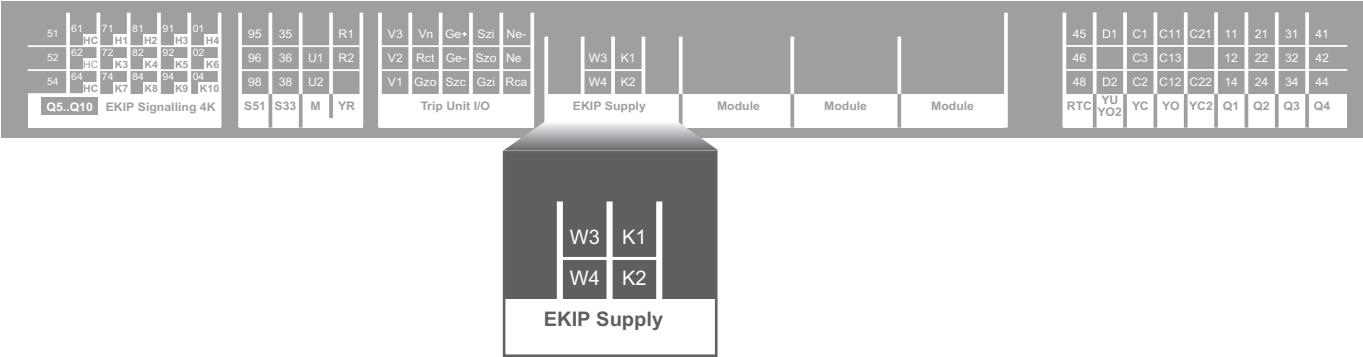 51 61 HC 71 H1 81 H2 91 H3 01 H4 95 35 R1 V3 Vn Ge+ Szi Ne- 45 D1 C1 C11 C21 11 21 31 41
52 62 HC 72 K3 82 K4 92 K5 02 K6 96 36 U1 R2 V2 Rct Ge- Szo Ne W3 K1 46 C3 C13 12 22 32 42
54 64 HC 74 K7 84 K8 94 K9 04 K10 98 38 U2 V1 Gzo Szc Gzi Rca W4 K2 48 D2 C2 C12 C22 14 24 34 44
Q5..Q10 EKIP Signalling 4K S51 S33 M YR Trip Unit I/O EKIP Supply Module Module Module RTC YU YO2 YC YO YC2 Q1 Q2 Q3 Q4
W3 K1
W4 K2
EKIP Supply